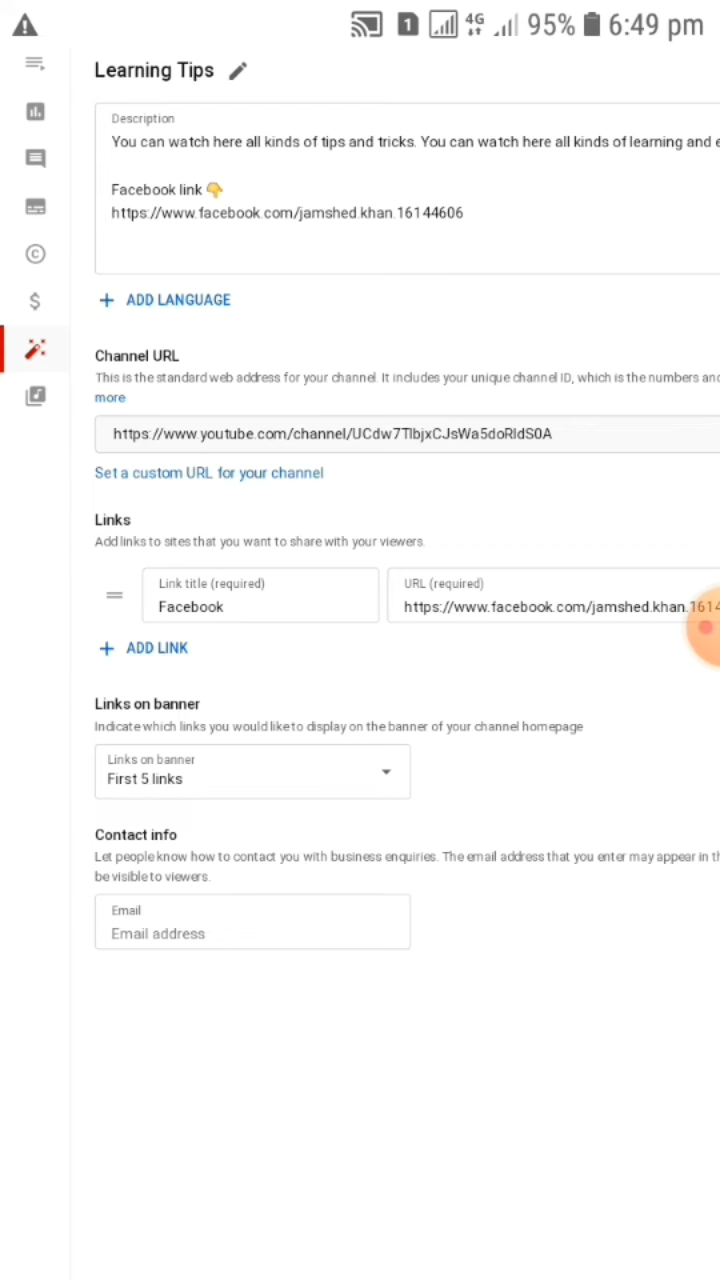 1 4G 95% 6:49 pm
Learning Tips
Description
You can watch here all kinds of tips and tricks. You can watch here all kinds of learning and e
Facebook link 👇
https://www.facebook.com/jamshed.khan.16144606
+ ADD LANGUAGE
Channel URL
This is the standard web address for your channel. It includes your unique channel ID, which is the numbers and
more
https://www.youtube.com/channel/UCdw7TlbjxCJsWa5doRldS0A
Set a custom URL for your channel
Links
Add links to sites that you want to share with your viewers.
Link title (required)
Facebook
URL (required)
https://www.facebook.com/jamshed.khan.1614
+ ADD LINK
Links on banner
Indicate which links you would like to display on the banner of your channel homepage
Links on banner
First 5 links
Contact info
Let people know how to contact you with business enquiries. The email address that you enter may appear in th
be visible to viewers.
Email
Email address